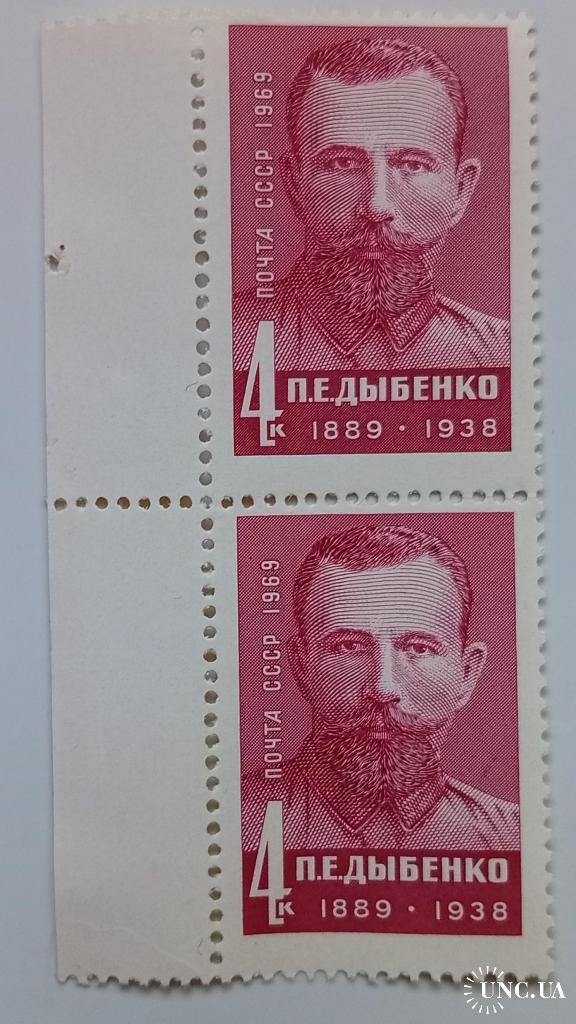 ПОЧТА СССР 1969
4К П.Е.ДЫБЕНКО
1889 · 1938
ПОЧТА СССР 1969
4К П.Е.ДЫБЕНКО
1889 · 1938
UNC.UA